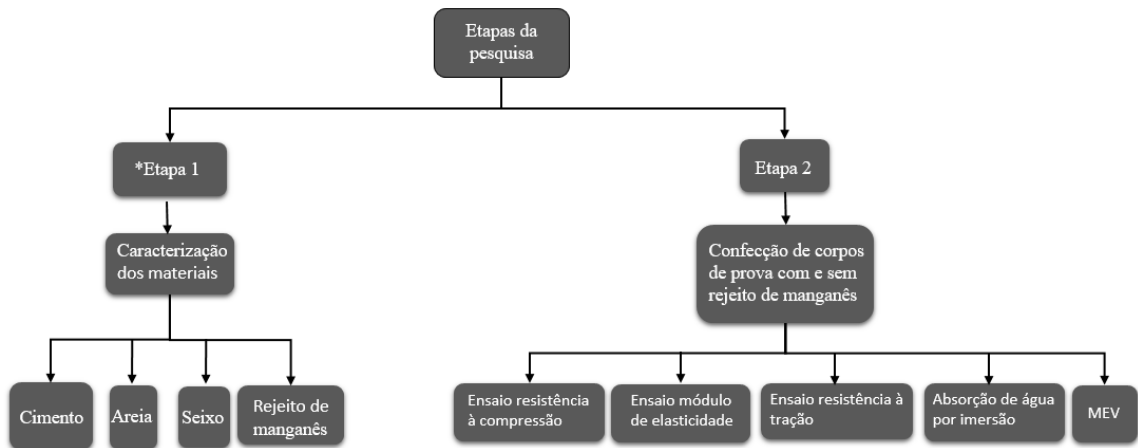 Etapas da
pesquisa
*Etapa 1
Etapa 2
Caracterização
dos materiais
Confecção de corpos
de prova com e sem
rejeito de manganês
Cimento
Areia
Seixo
Rejeito de
manganês
Ensaio resistência
à compressão
Ensaio módulo
de elasticidade
Ensaio resistência à
tração
Absorção de água
por imersão
MEV